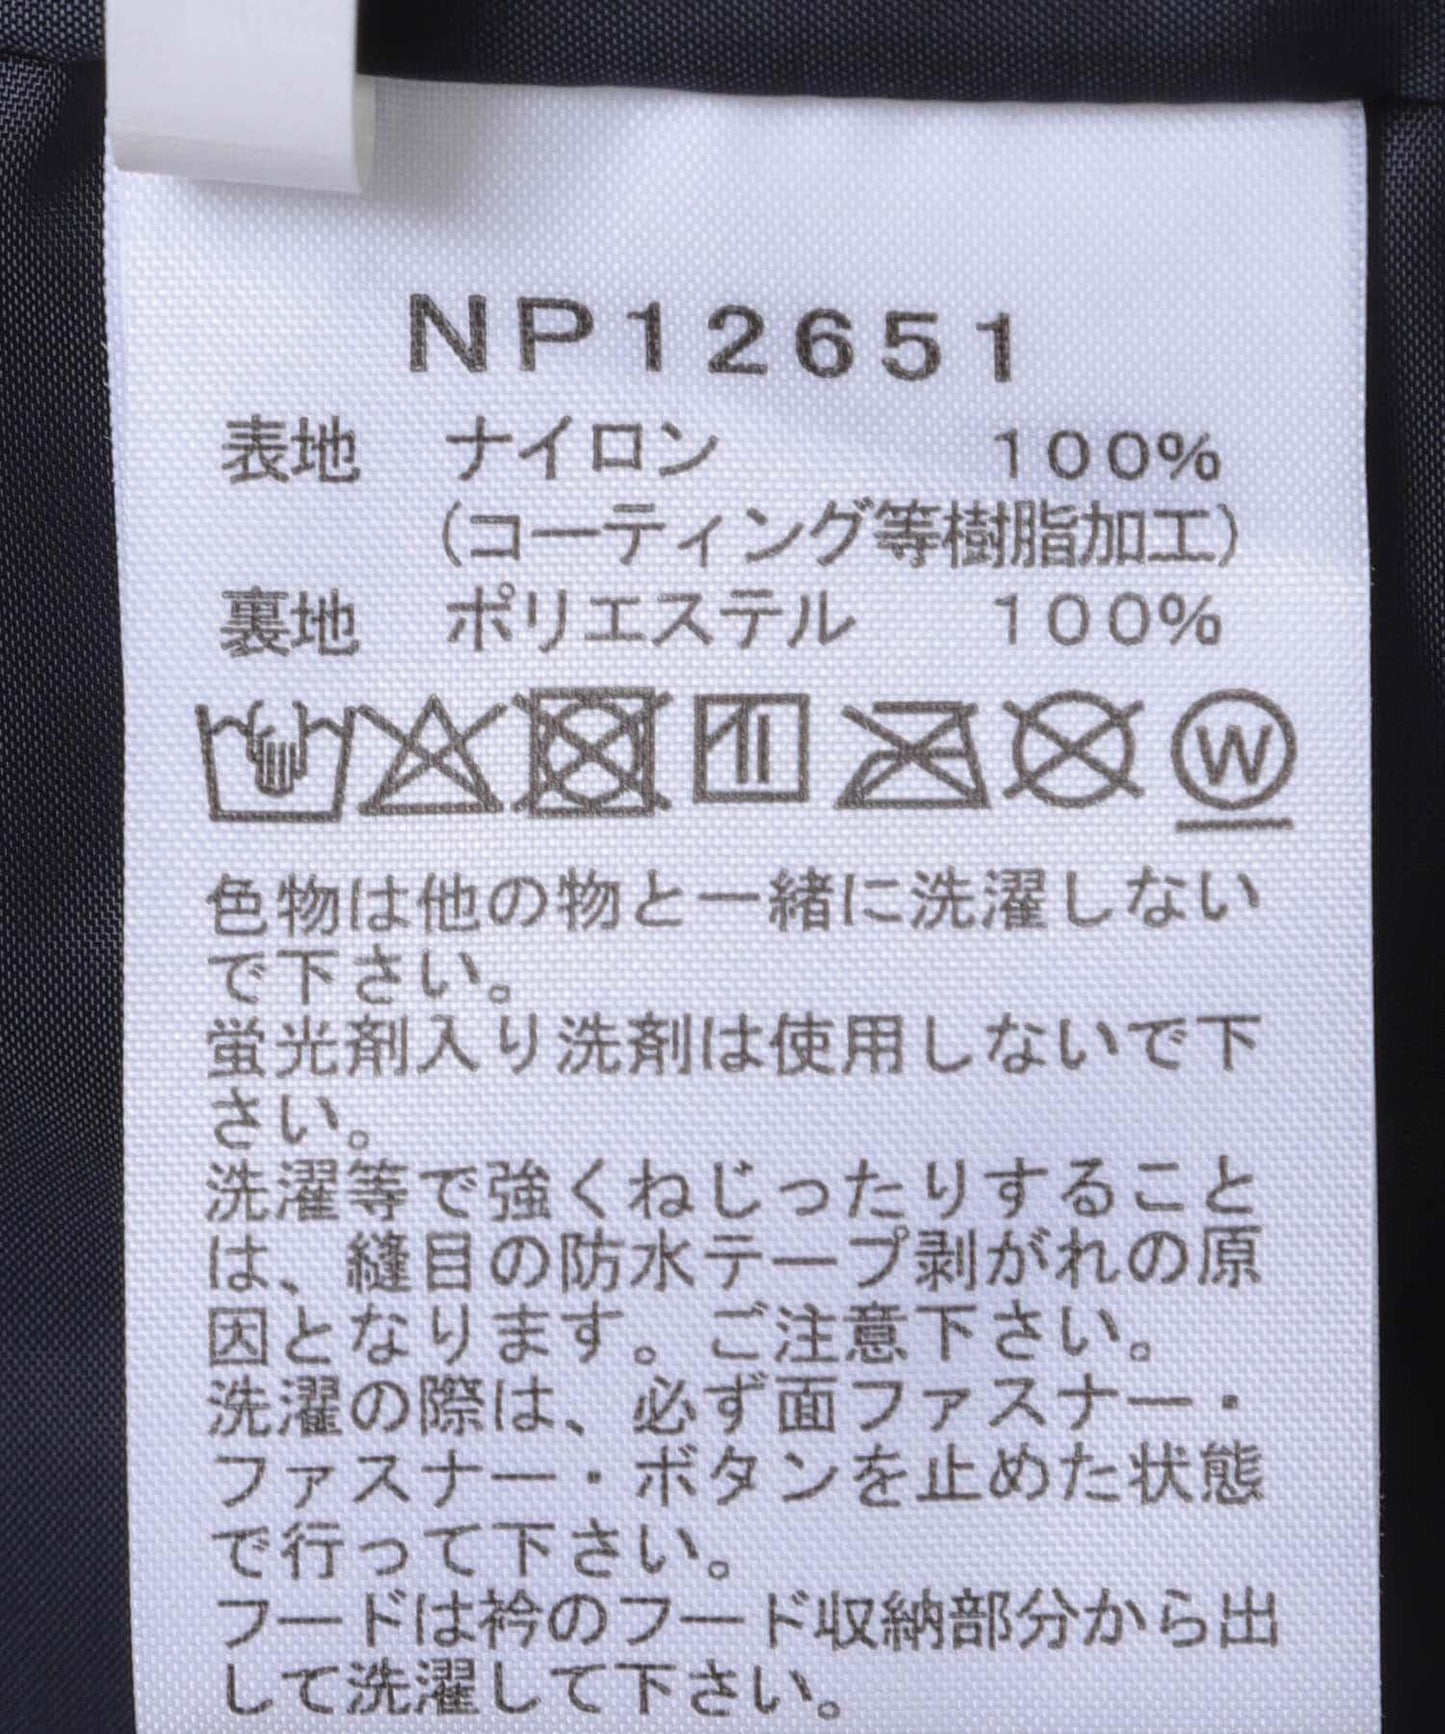 NP12651
表地 ナイロン 100%
(コーティング等樹脂加工)
裏地 ポリエステル 100%
W
色物は他の物と一緒に洗濯しない
で下さい。
蛍光剤入り洗剤は使用しないで下
さい。
洗濯等で強くねじったりすること
は、縫目の防水テープ剥がれの原
因となります。ご注意下さい。
洗濯の際は、必ず面ファスナー・
ファスナー・ボタンを止めた状態
で行って下さい。
フードは衿のフード収納部分から出
して洗濯して下さい。